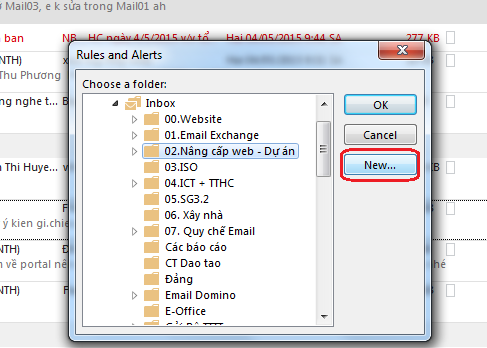 Mail03, e k sửa trong Mail01 ah
ban NB HC ngày 4/5/2015 v/y tổ Hai 04/05/2015 9:44 SA 277 KB
Rules and Alerts
NTH)
Thu Phương
Choose a folder:
Inbox
OK
00.Website
ng nghe t...
01.Email Exchange
Cancel
02.Nâng cấp web - Dự án
03.ISO
New...
Thi Huye...
04.ICT + TTHC
05.SG3.2
06. Xây nhà
ý kien gi.chie
07. Quy chế Email
NTH)
Các báo cáo
CT Dao tao
về portal nê
hé
Đảng
NTH)
Email Domino
E-Office
Gửi Bộ TTTT